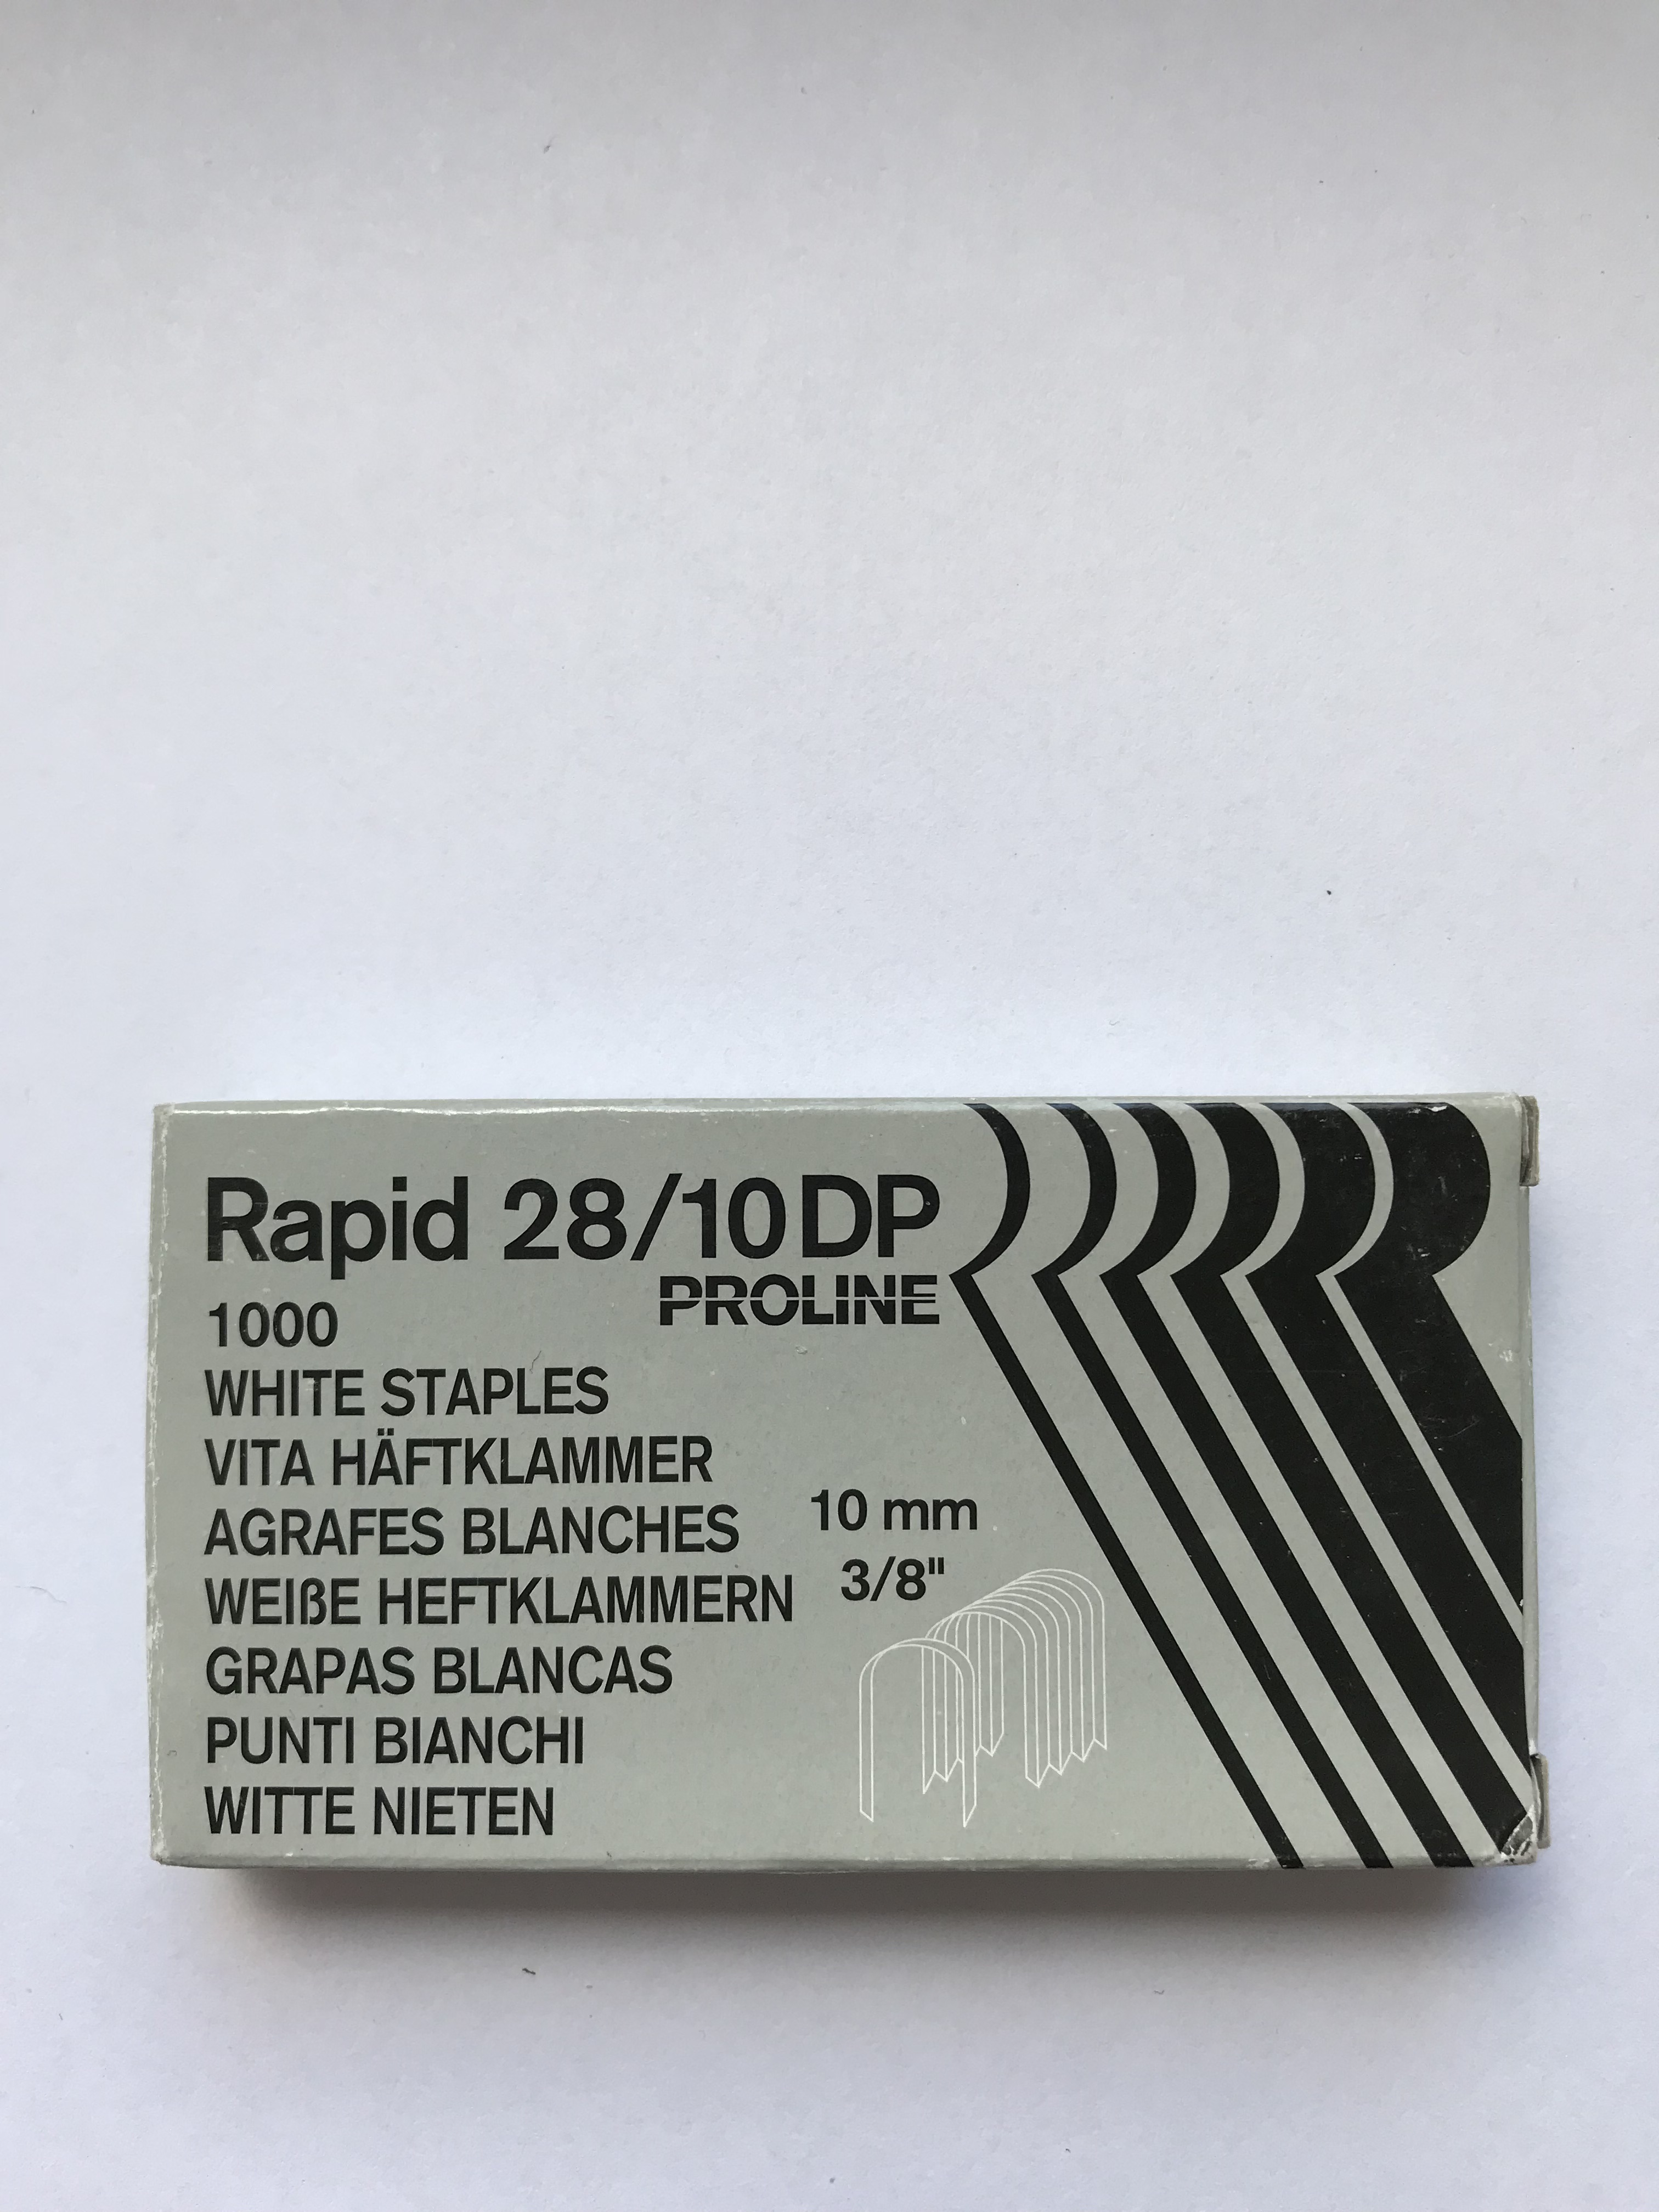 Rapid 28/10 DP
PROLINE
1000
WHITE STAPLES
VITA HÄFTKLAMMER
AGRAFES BLANCHES
WEIßE HEFTKLAMMERN
GRAPAS BLANCAS
PUNTI BIANCHI
WITTE NIETEN
10 mm
3/8"